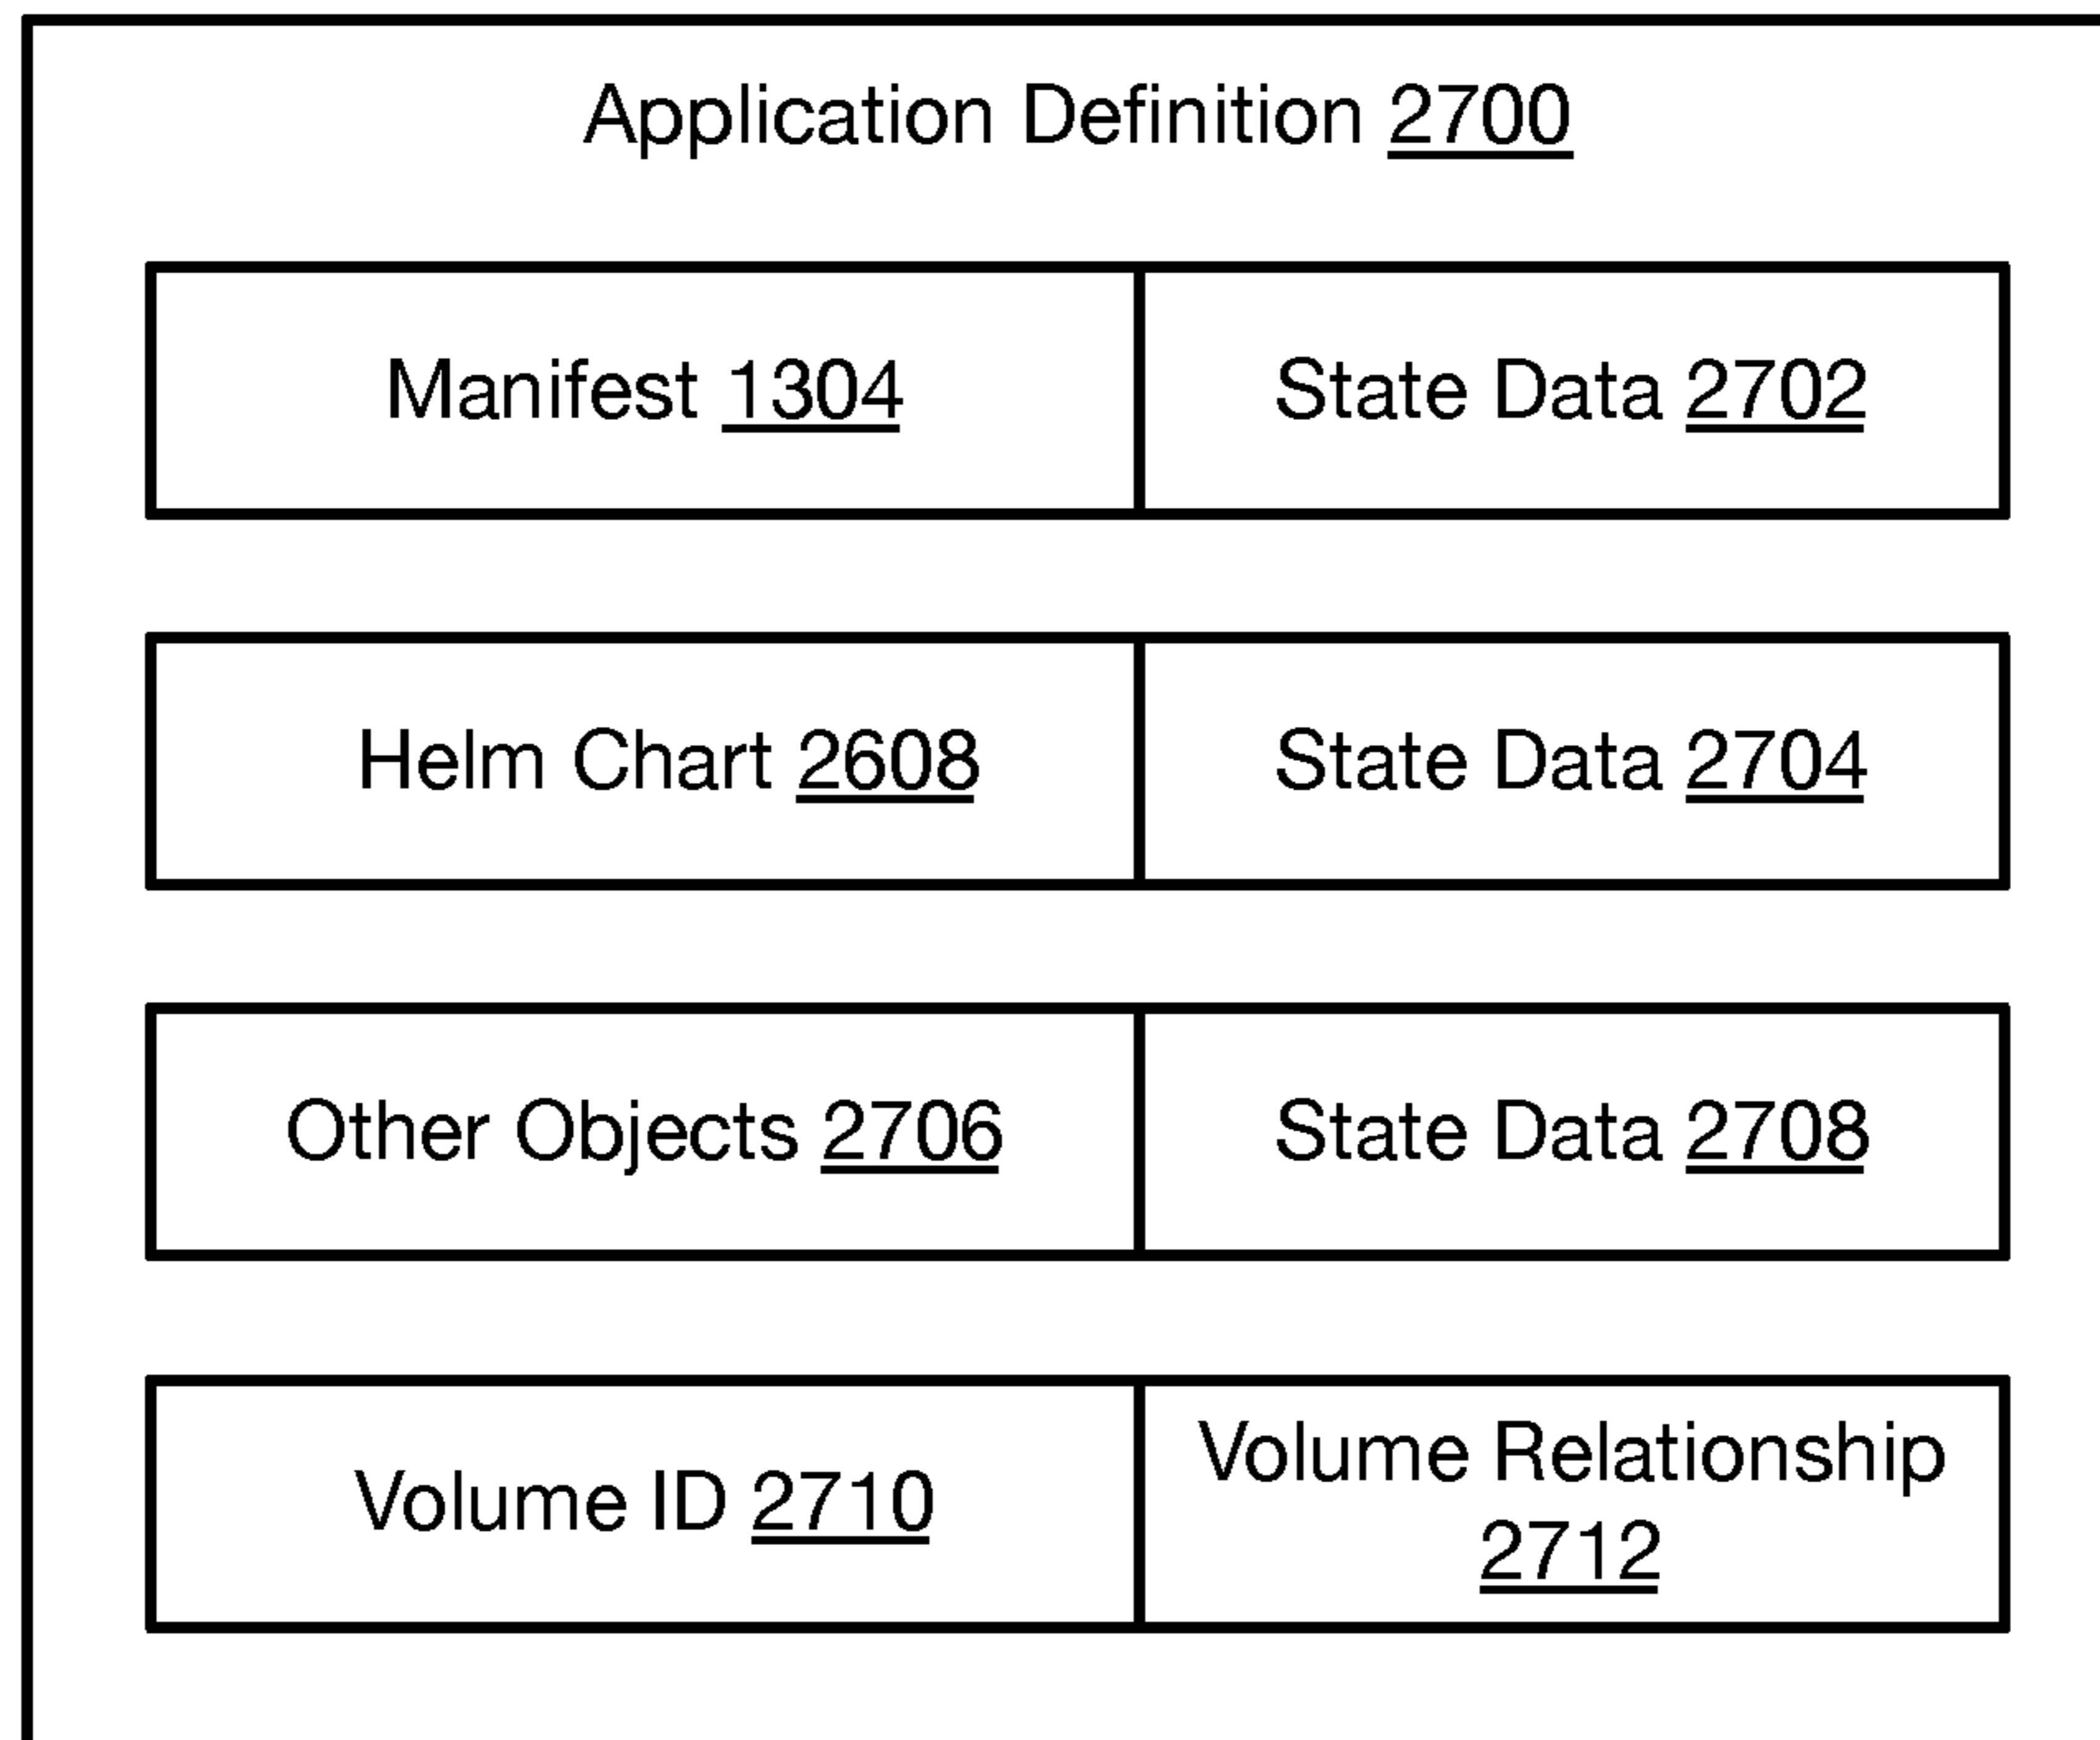 Application Definition 2700
Manifest 1304
State Data 2702
Helm Chart 2608
State Data 2704
Other Objects 2706
State Data 2708
Volume ID 2710
Volume Relationship
2712